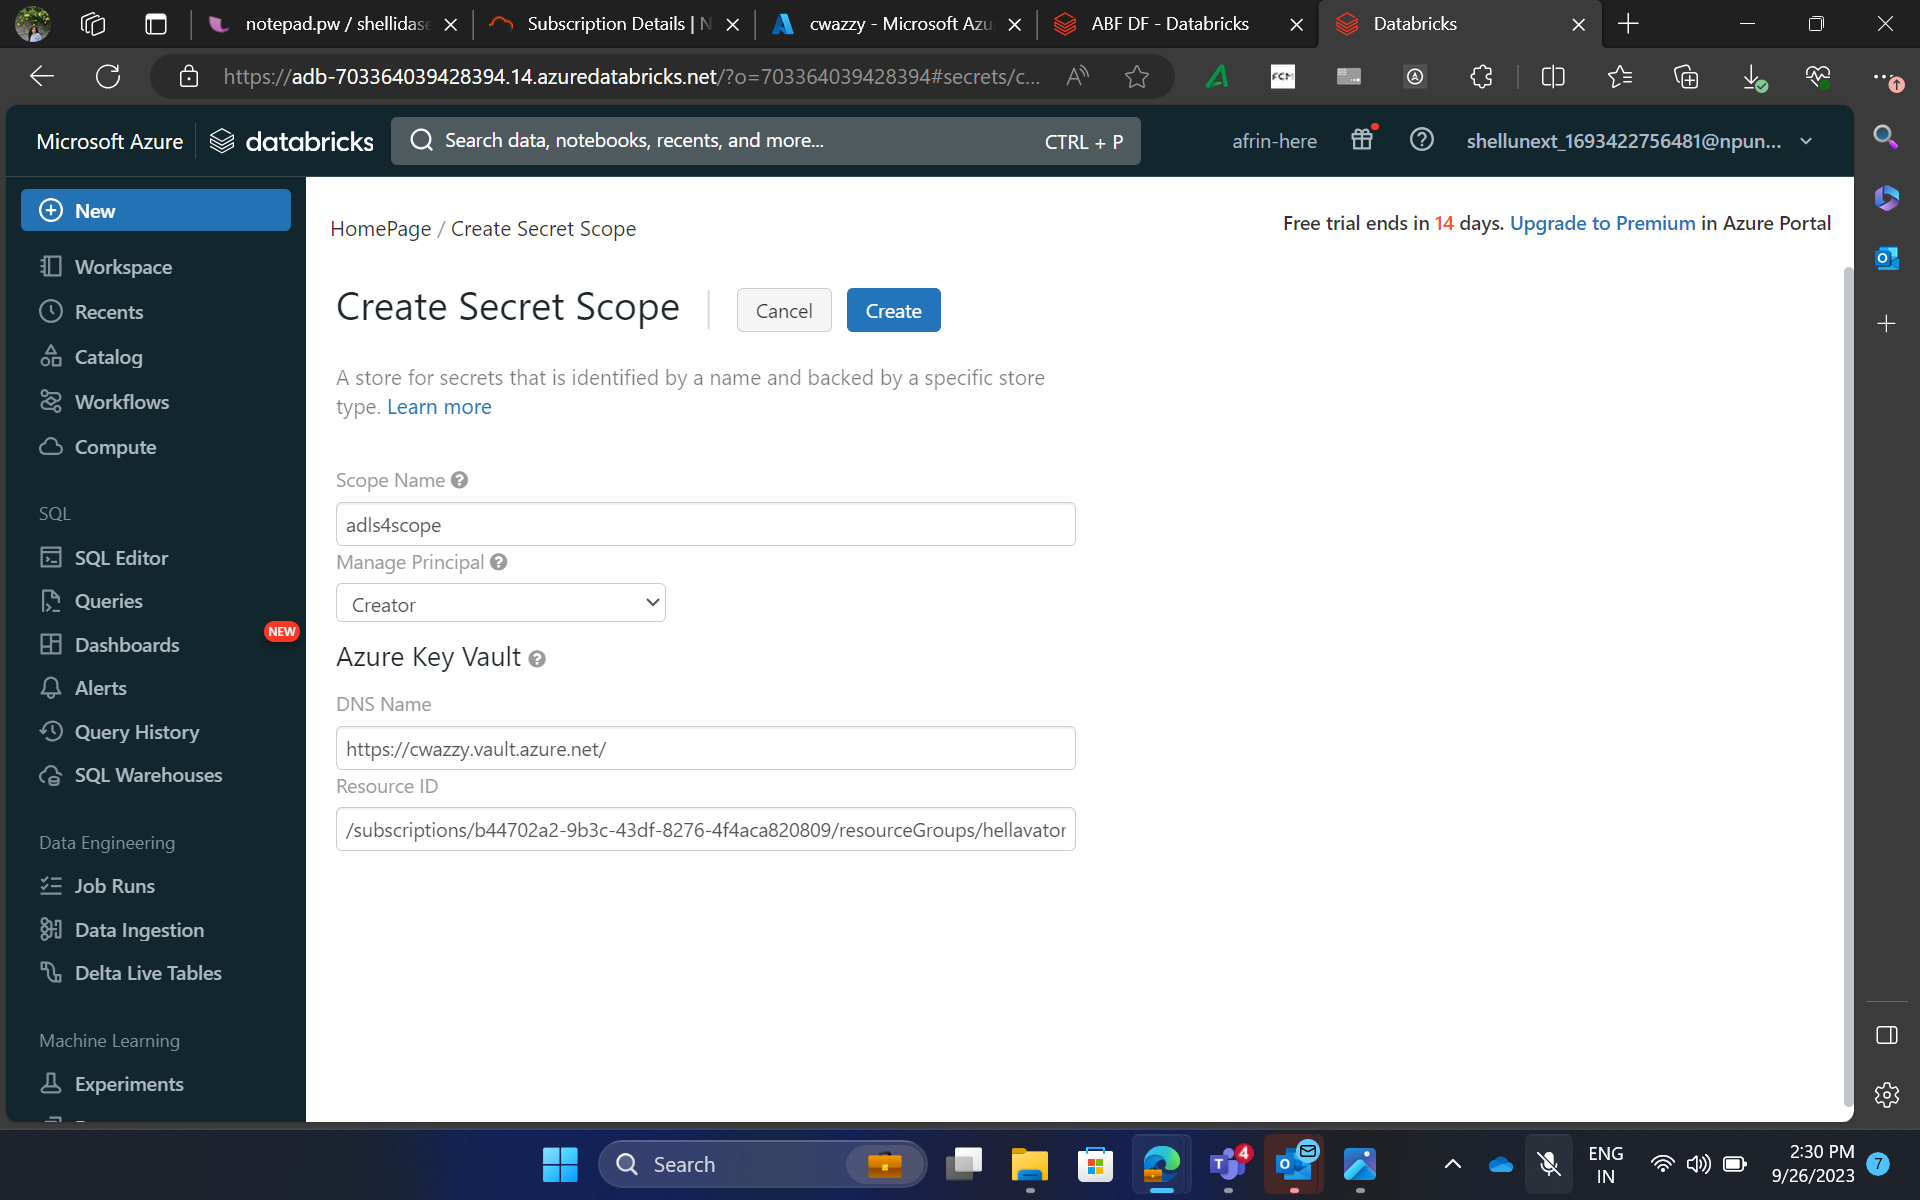 notepad.pw / shellidase
Subscription Details | N
cwazzy - Microsoft Azu
ABF DF - Databricks
Databricks
https://adb-703364039428394.14.azuredatabricks.net/?o=703364039428394#secrets/c...
FCM
Microsoft Azure
databricks
Search data, notebooks, recents, and more...
CTRL + P
afrin-here
shellunext_1693422756481@npun...
New
Workspace
Recents
Catalog
Workflows
Compute
SQL
SQL Editor
Queries
Dashboards
NEW
Alerts
Query History
SQL Warehouses
Data Engineering
Job Runs
Data Ingestion
Delta Live Tables
Machine Learning
Experiments
HomePage / Create Secret Scope
Free trial ends in 14 days. Upgrade to Premium in Azure Portal
Create Secret Scope
Cancel
Create
A store for secrets that is identified by a name and backed by a specific store
type. Learn more
Scope Name
adls4scope
Manage Principal
Creator
Azure Key Vault
DNS Name
https://cwazzy.vault.azure.net/
Resource ID
/subscriptions/b44702a2-9b3c-43df-8276-4f4aca820809/resourceGroups/hellavator
Search
4
ENG
IN
2:30 PM
9/26/2023
7